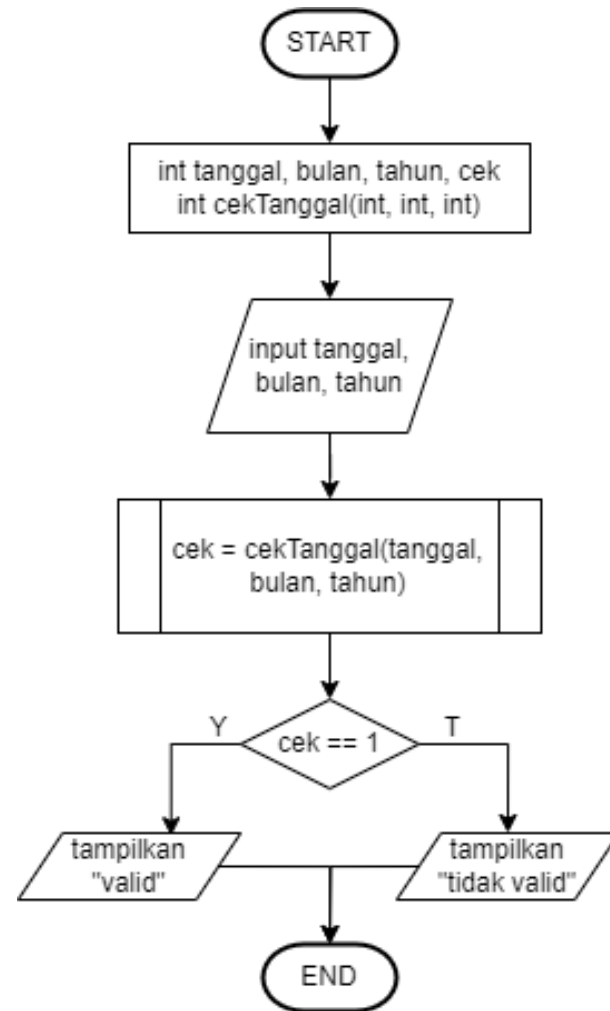 START
int tanggal, bulan, tahun, cek
int cekTanggal(int, int, int)
input tanggal,
bulan, tahun
cek = cekTanggal(tanggal,
bulan, tahun)
Y
cek == 1
T
tampilkan
"valid"
tampilkan
"tidak valid"
END